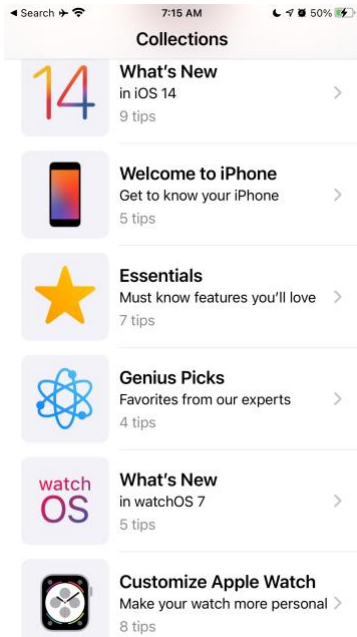 Search
7:15 AM
50%
Collections
14
What's New
in iOS 14
9 tips
Welcome to iPhone
Get to know your iPhone
5 tips
Essentials
Must know features you'll love
7 tips
Genius Picks
Favorites from our experts
4 tips
watch
OS
What's New
in watchOS 7
5 tips
Customize Apple Watch
Make your watch more personal
8 tips